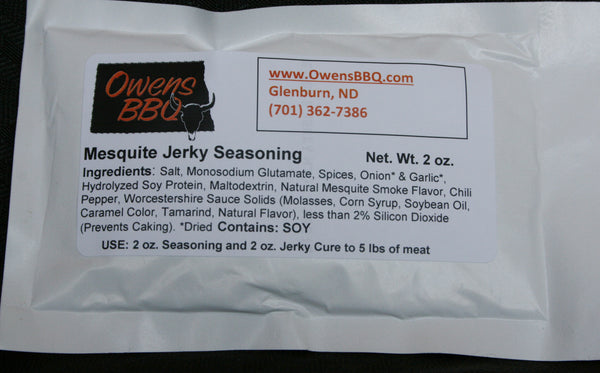 Owens
BBQ
www.OwensBBQ.com
Glenburn, ND
(701) 362-7386
Mesquite Jerky Seasoning Net. Wt. 2 oz.
Ingredients: Salt, Monosodium Glutamate, Spices, Onion* & Garlic*,
Hydrolyzed Soy Protein, Maltodextrin, Natural Mesquite Smoke Flavor, Chili
Pepper, Worcestershire Sauce Solids (Molasses, Corn Syrup, Soybean Oil,
Caramel Color, Tamarind, Natural Flavor), less than 2% Silicon Dioxide
(Prevents Caking). *Dried Contains: SOY
USE: 2 oz. Seasoning and 2 oz. Jerky Cure to 5 lbs of meat